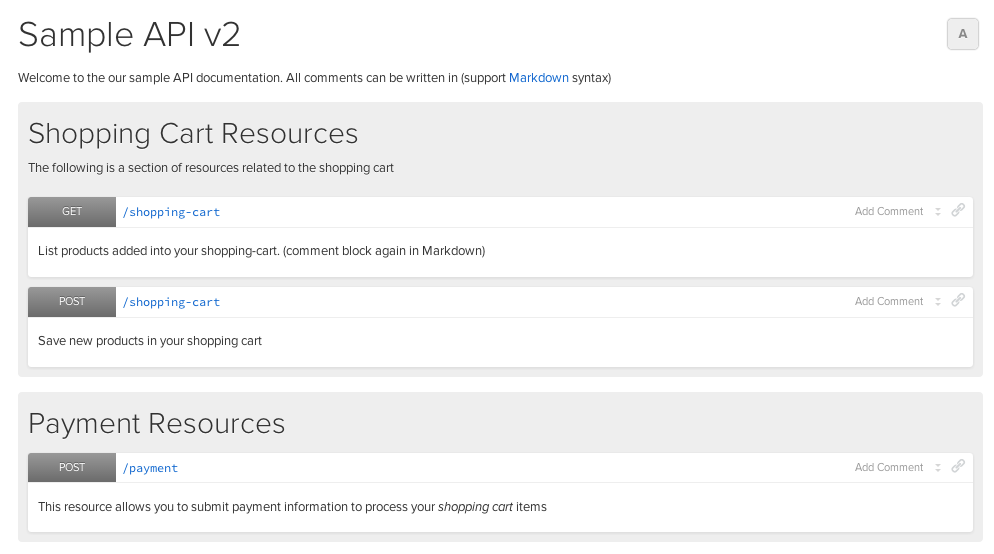 Sample API v2
A
Welcome to the our sample API documentation. All comments can be written in (support Markdown syntax)
Shopping Cart Resources
The following is a section of resources related to the shopping cart
GET /shopping-cart Add Comment
List products added into your shopping-cart. (comment block again in Markdown)
POST /shopping-cart Add Comment
Save new products in your shopping cart
Payment Resources
POST /payment Add Comment
This resource allows you to submit payment information to process your shopping cart items